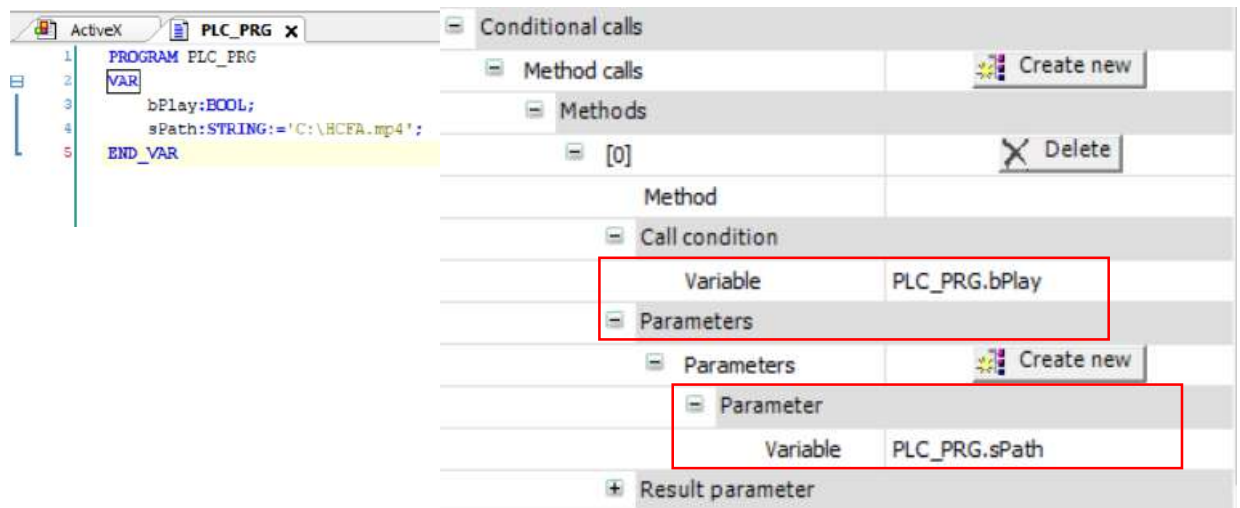 ActiveX PLC_PRG x
1 PROGRAM PLC_PRG
2 VAR
3 bPlay:BOOL;
4 sPath:STRING:='C:\HCFA.mp4';
5 END_VAR
Conditional calls
Method calls Create new
Methods
[0] Delete
Method
Call condition
Variable PLC_PRG.bPlay
Parameters
Parameters Create new
Parameter
Variable PLC_PRG.sPath
Result parameter